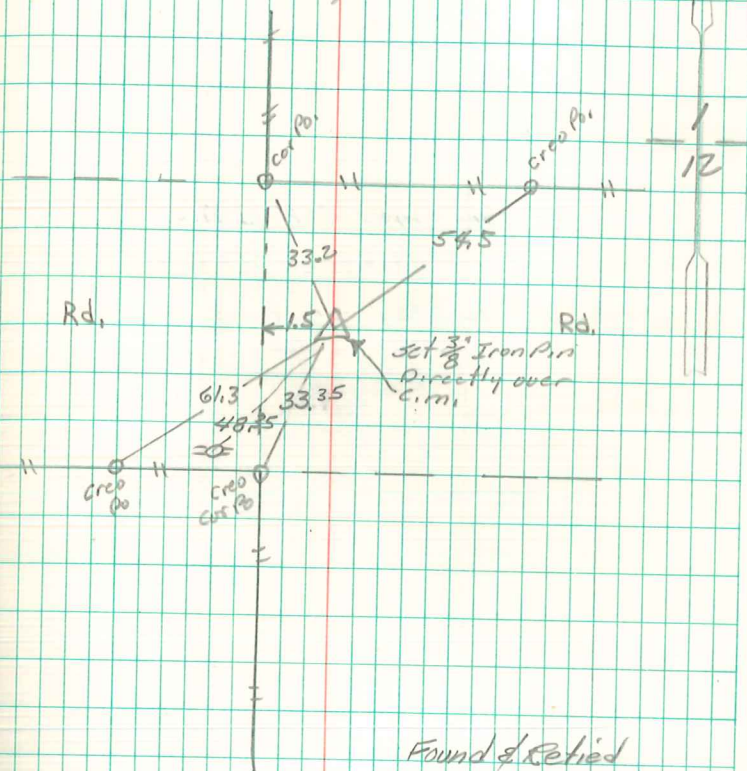 cor po.
creo po.
1
12
33.2
54.5
Rd.
1.5
Rd.
set 3/8" Iron Pin
Directly over
c.m.
61.3
33.35
48.35
creo
po
creo
cor po
Found & Retied